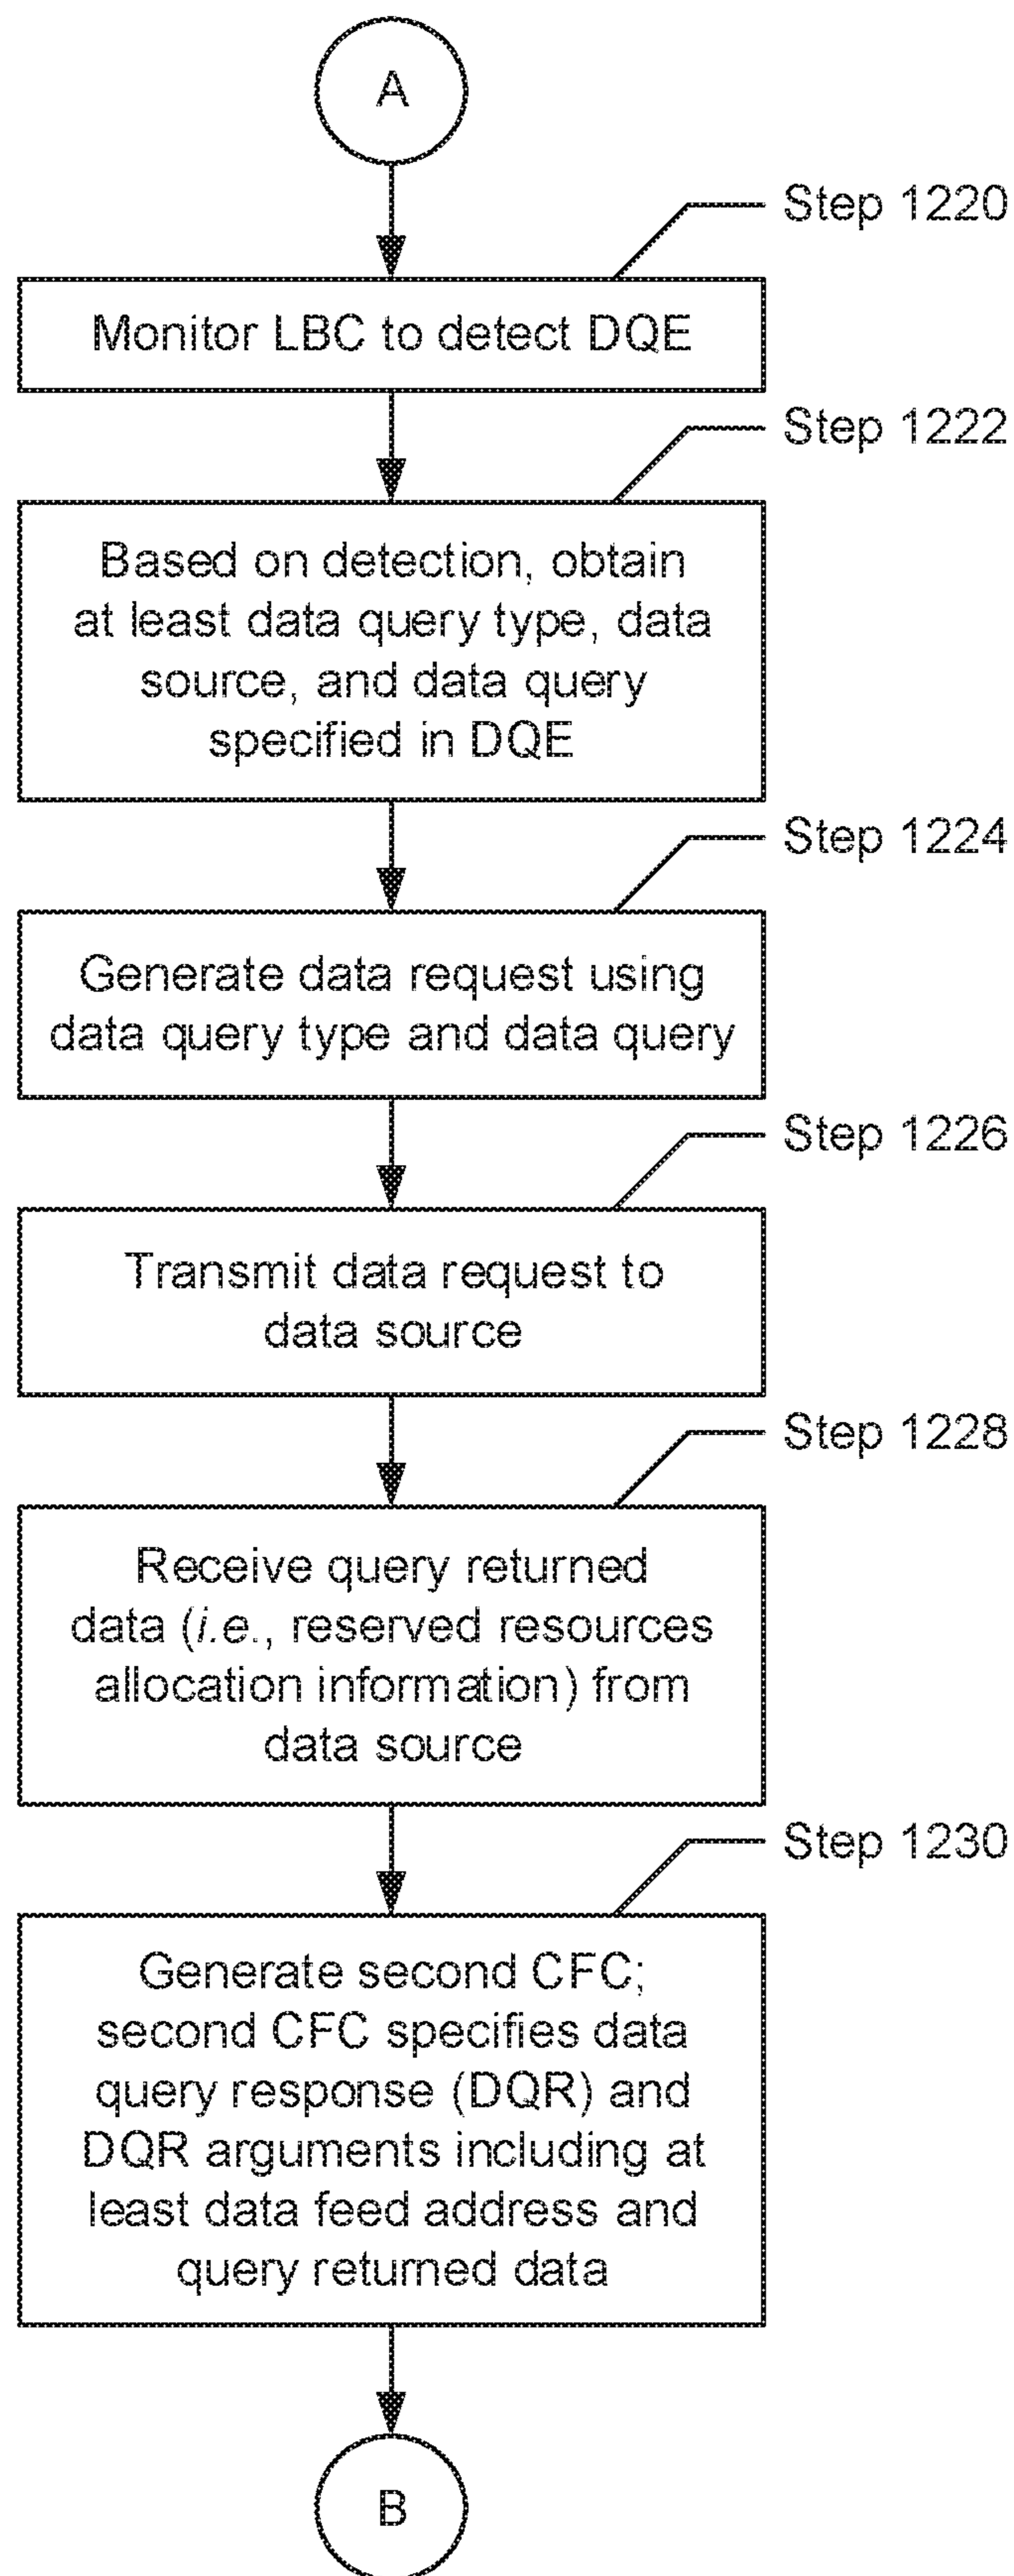 A
Step 1220
Monitor LBC to detect DQE
Step 1222
Based on detection, obtain
at least data query type, data
source, and data query
specified in DQE
Step 1224
Generate data request using
data query type and data query
Step 1226
Transmit data request to
data source
Step 1228
Receive query returned
data (i.e., reserved resources
allocation information) from
data source
Step 1230
Generate second CFC;
second CFC specifies data
query response (DQR) and
DQR arguments including at
least data feed address and
query returned data
B